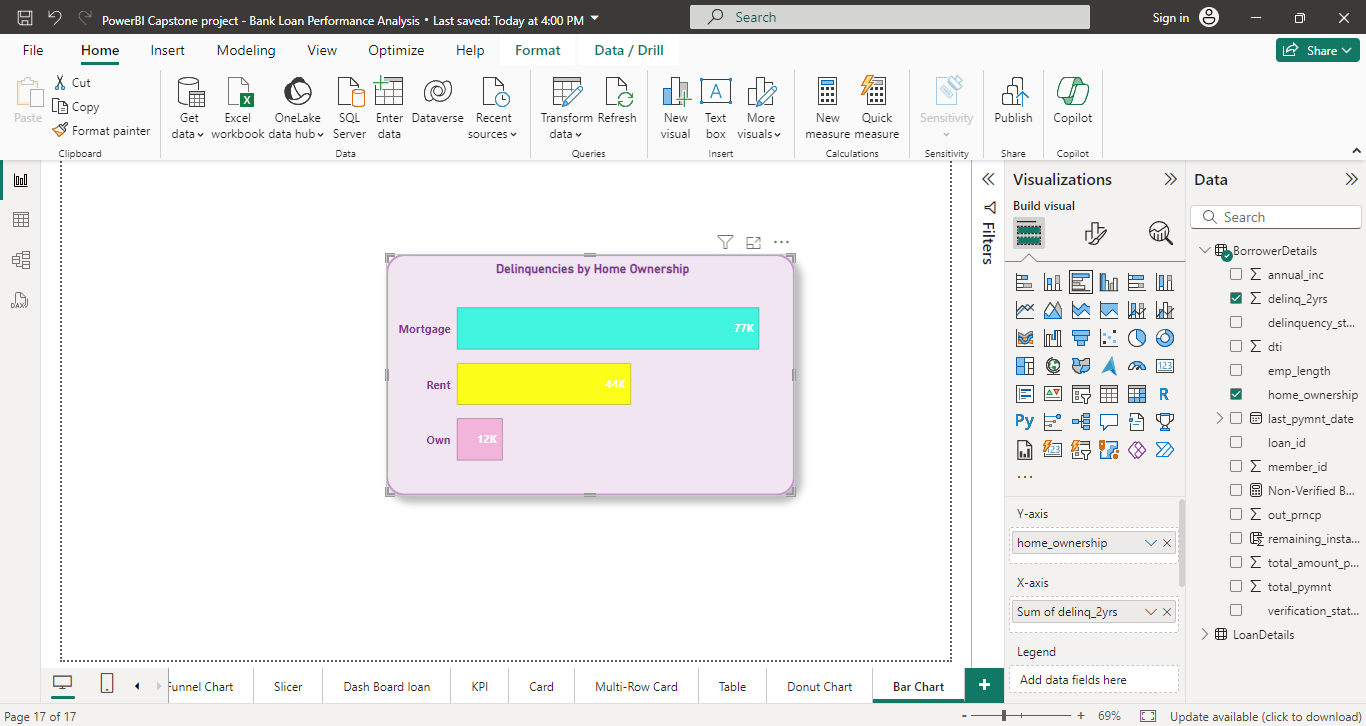 PowerBI Capstone project - Bank Loan Performance Analysis • Last saved: Today at 4:00 PM
Search
Sign in
File
Home
Insert
Modeling
View
Optimize
Help
Format
Data / Drill
Share
Paste
Cut
Copy
Format painter
Clipboard
Get data
Excel workbook
OneLake data hub
SQL Server
Enter data
Dataverse
Recent sources
Data
Transform data
Refresh
Queries
New visual
A
Text box
More visuals
Insert
New measure
Quick measure
Calculations
Sensitivity
Sensitivity
Publish
Share
Copilot
Copilot
DAX
Delinquencies by Home Ownership
Mortgage
77K
Rent
44K
Own
12K
Filters
Visualizations
Build visual
123
R
Py
123
...
Y-axis
home_ownership
X-axis
Sum of delinq_2yrs
Legend
Add data fields here
Data
Search
BorrowerDetails
annual_inc
delinq_2yrs
delinquency_st...
dti
emp_length
home_ownership
last_pymnt_date
loan_id
member_id
Non-Verified B...
out_prncp
remaining_insta...
total_amount_p...
total_pymnt
verification_stat...
LoanDetails
Funnel Chart
Slicer
Dash Board loan
KPI
Card
Multi-Row Card
Table
Donut Chart
Bar Chart
+
Page 17 of 17
- + 69%
Update available (click to download)